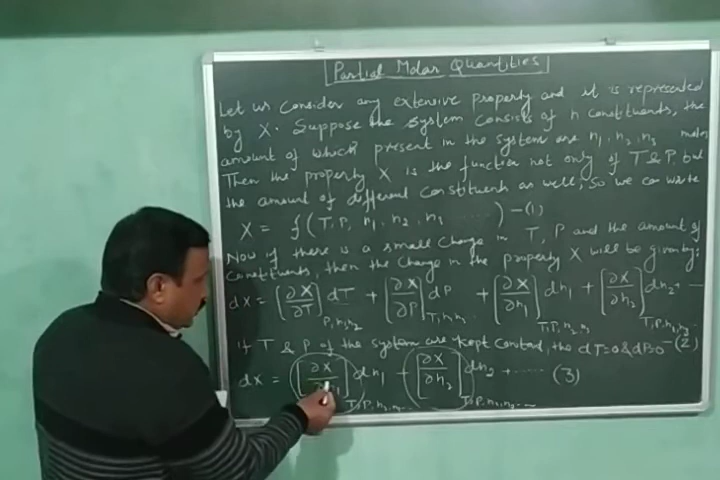 Partial Molar Quantities
Let us Consider any extensive Property and it is represented
by X. Suppose the System Consists of n Constituents, the
amount of which present in the system are n1, n2, n3 moles
Then the property X is the function not only of T & P, but
the amount of different Constituents as well, So we can write
X = f ( T, P, n1, n2, n3 ...... ) — (1)
Now if there is a small Change in T, P and the amount of
Constituents, then the Change in the property X will be given by:
dX = [∂X/∂T] P,n1,n2 dT + [∂X/∂P] T,n1,n2 dP + [∂X/∂n1] T,P,n2,n3 dn1 + [∂X/∂n2] T,P,n1,n3.. dn2 + --- (2)
If T & P of the system are kept Constant, the dT=0 & dP=0
dX = [∂X/∂n1] T,P,n2... dn1 + [∂X/∂n2] T,P,n1,n3... dn2 + ..... (3)